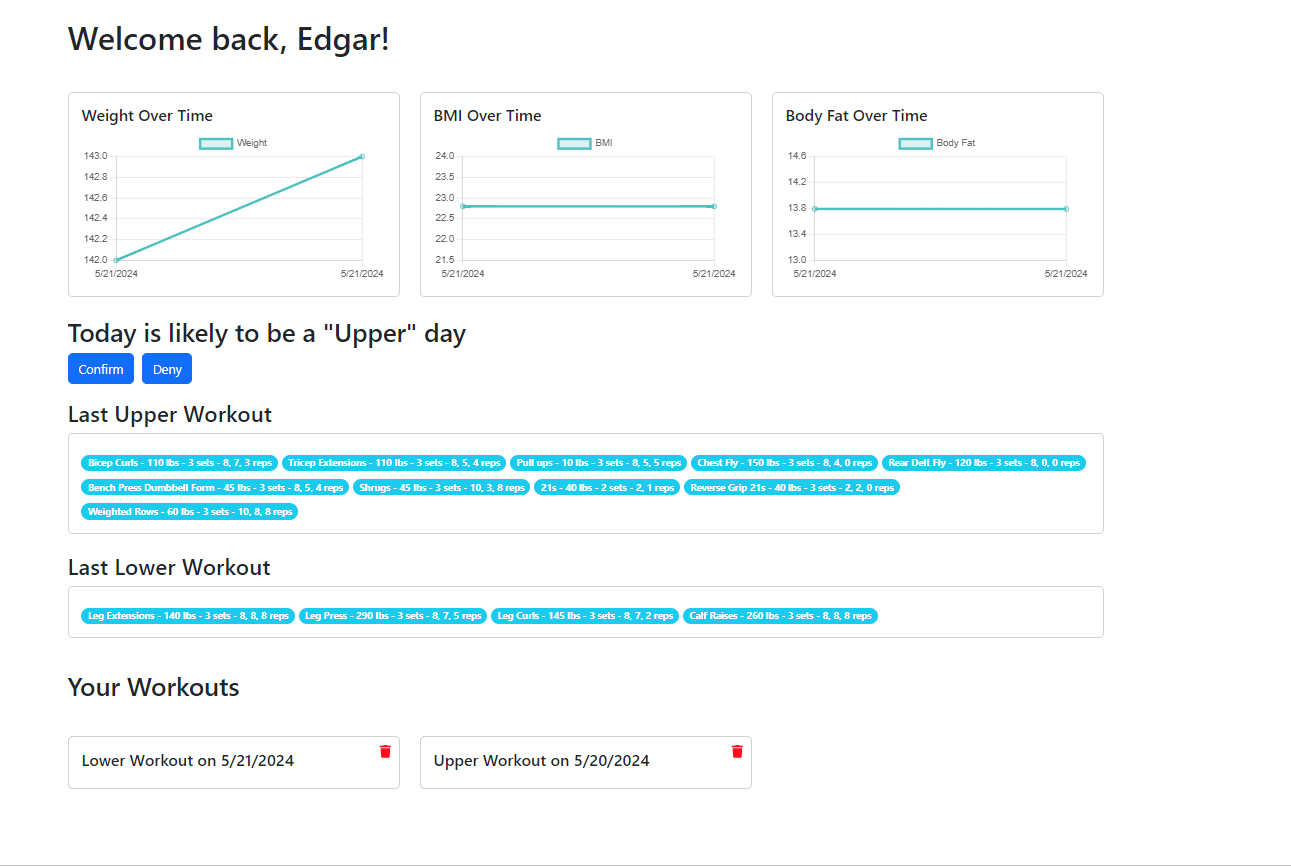 Welcome back, Edgar!
Weight Over Time
Weight
143.0
142.8
142.6
142.4
142.2
142.0
5/21/2024 5/21/2024
BMI Over Time
BMI
24.0
23.5
23.0
22.5
22.0
21.5
5/21/2024 5/21/2024
Body Fat Over Time
Body Fat
14.6
14.2
13.8
13.4
13.0
5/21/2024 5/21/2024
Today is likely to be a "Upper" day
Confirm Deny
Last Upper Workout
Bicep Curls - 110 lbs - 3 sets - 8, 7, 3 reps Tricep Extensions - 110 lbs - 3 sets - 8, 5, 4 reps Pull ups - 10 lbs - 3 sets - 8, 5, 5 reps Chest Fly - 150 lbs - 3 sets - 8, 4, 0 reps Rear Delt Fly - 120 lbs - 3 sets - 8, 0, 0 reps
Bench Press Dumbbell Form - 45 lbs - 3 sets - 8, 5, 4 reps Shrugs - 45 lbs - 3 sets - 10, 3, 8 reps 21s - 40 lbs - 2 sets - 2, 1 reps Reverse Grip 21s - 40 lbs - 3 sets - 2, 2, 0 reps
Weighted Rows - 60 lbs - 3 sets - 10, 8, 8 reps
Last Lower Workout
Leg Extensions - 140 lbs - 3 sets - 8, 8, 8 reps Leg Press - 290 lbs - 3 sets - 8, 7, 5 reps Leg Curls - 145 lbs - 3 sets - 8, 7, 2 reps Calf Raises - 260 lbs - 3 sets - 8, 8, 8 reps
Your Workouts
Lower Workout on 5/21/2024
Upper Workout on 5/20/2024